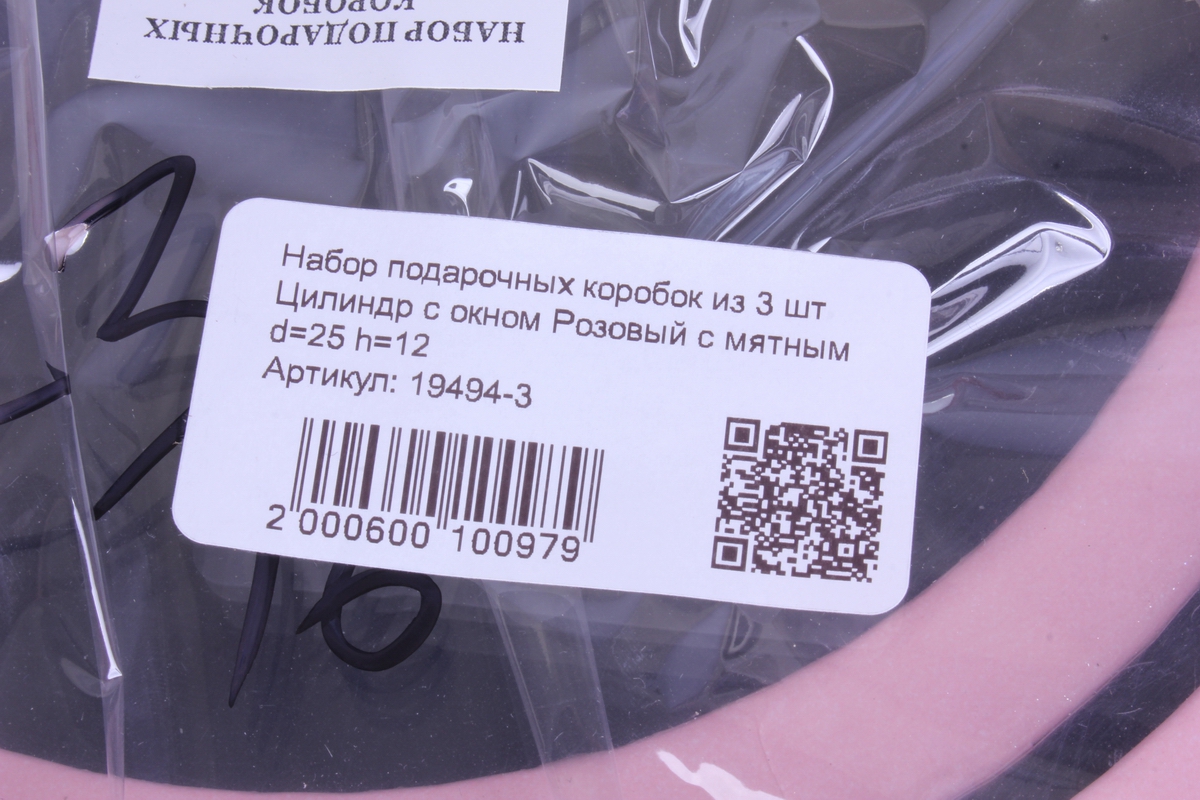 НАБОР ПОДАРОЧНЫХ
КОРОБОК
Набор подарочных коробок из 3 шт
Цилиндр с окном Розовый с мятным
d=25 h=12
Артикул: 19494-3
2 000600 100979